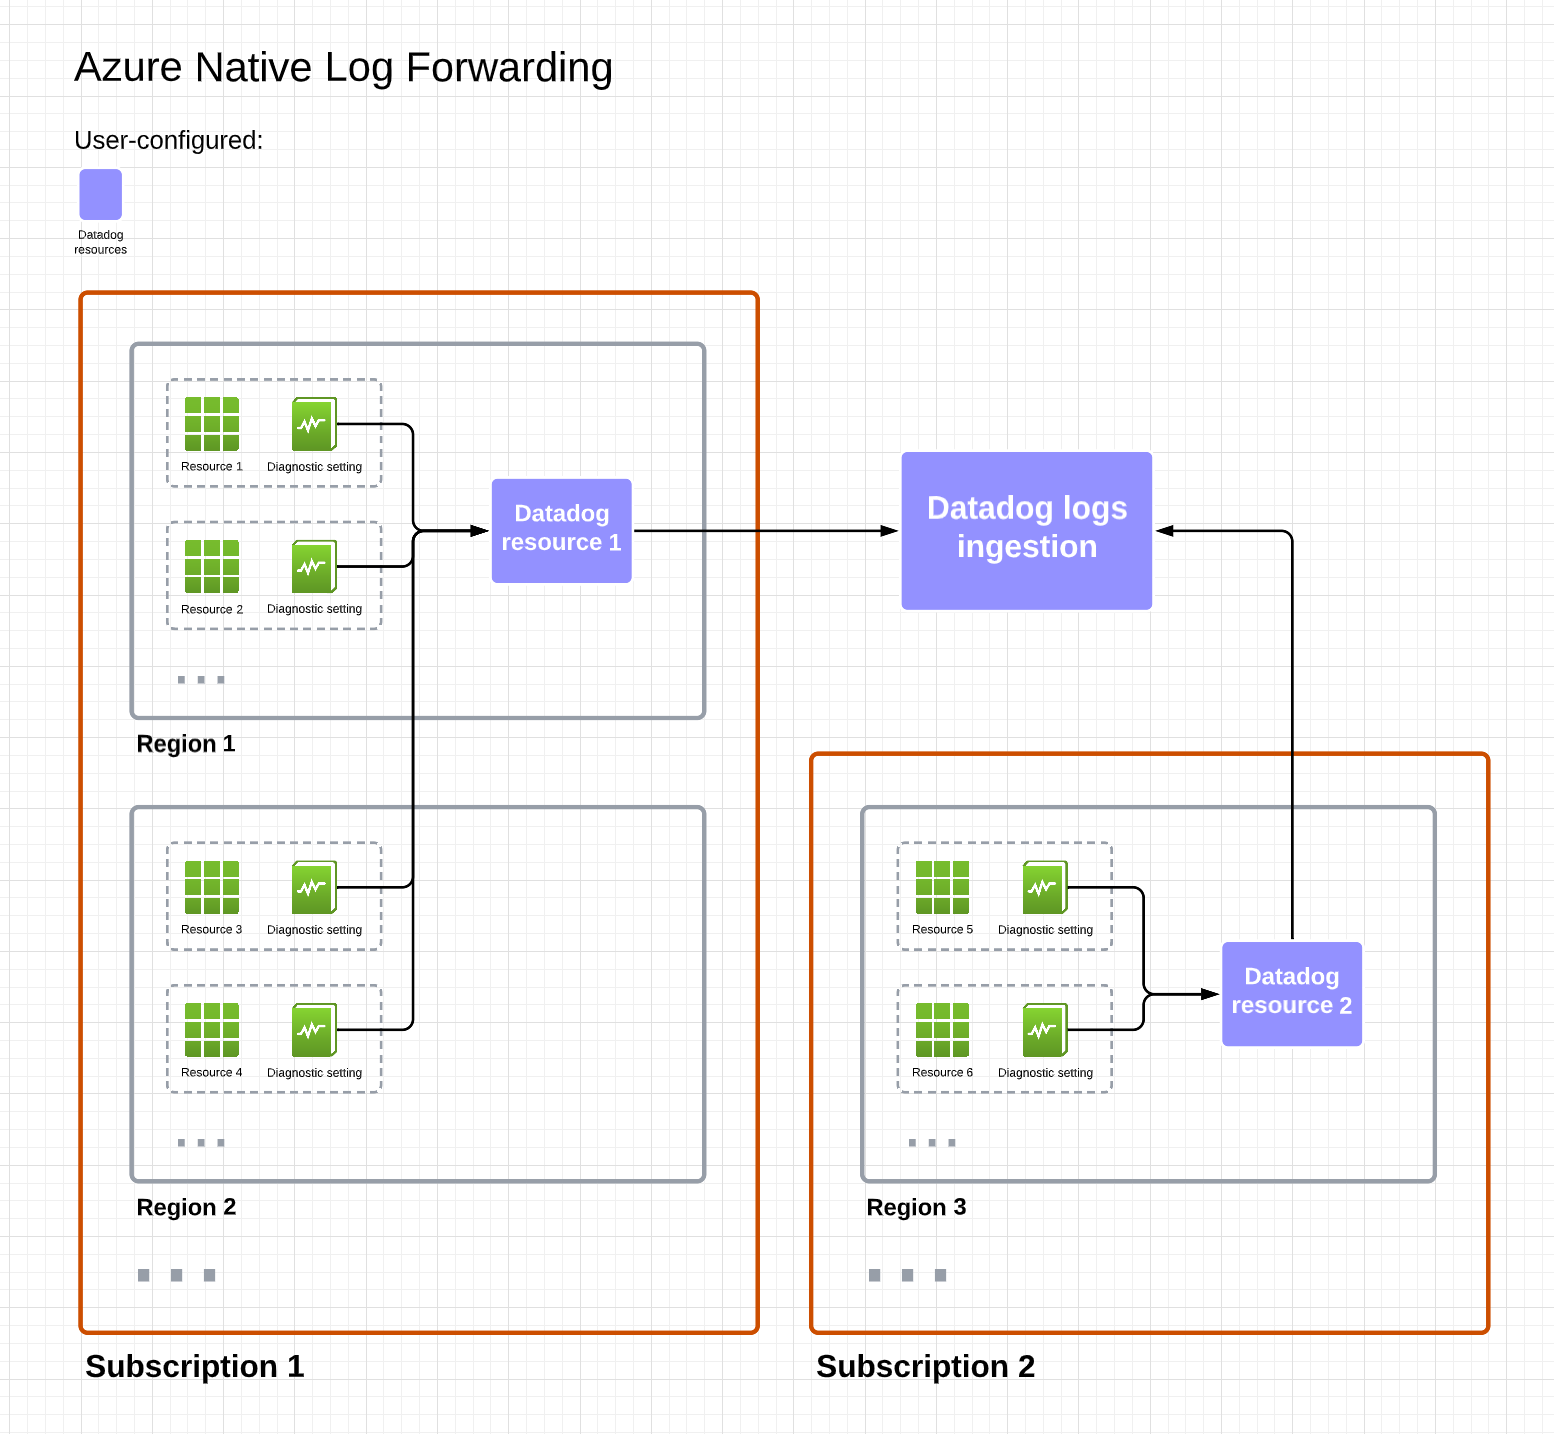 Azure Native Log Forwarding
User-configured:
Datadog
resources
Resource 1
Diagnostic setting
Resource 2
Diagnostic setting
Datadog
resource 1
Region 1
Datadog logs
ingestion
Resource 3
Diagnostic setting
Resource 4
Diagnostic setting
Region 2
Subscription 1
Resource 5
Diagnostic setting
Resource 6
Diagnostic setting
Datadog
resource 2
Region 3
Subscription 2